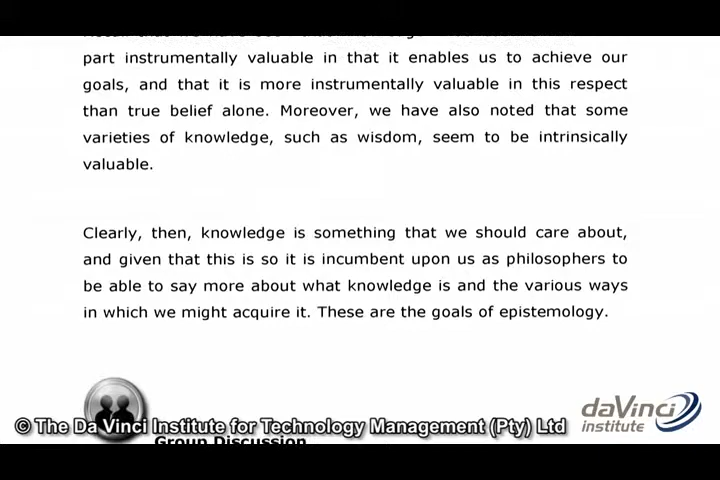 part instrumentally valuable in that it enables us to achieve our
goals, and that it is more instrumentally valuable in this respect
than true belief alone. Moreover, we have also noted that some
varieties of knowledge, such as wisdom, seem to be intrinsically
valuable.
Clearly, then, knowledge is something that we should care about,
and given that this is so it is incumbent upon us as philosophers to
be able to say more about what knowledge is and the various ways
in which we might acquire it. These are the goals of epistemology.
daVinci
institute
© The Da Vinci Institute for Technology Management (Pty) Ltd
Group Discussion